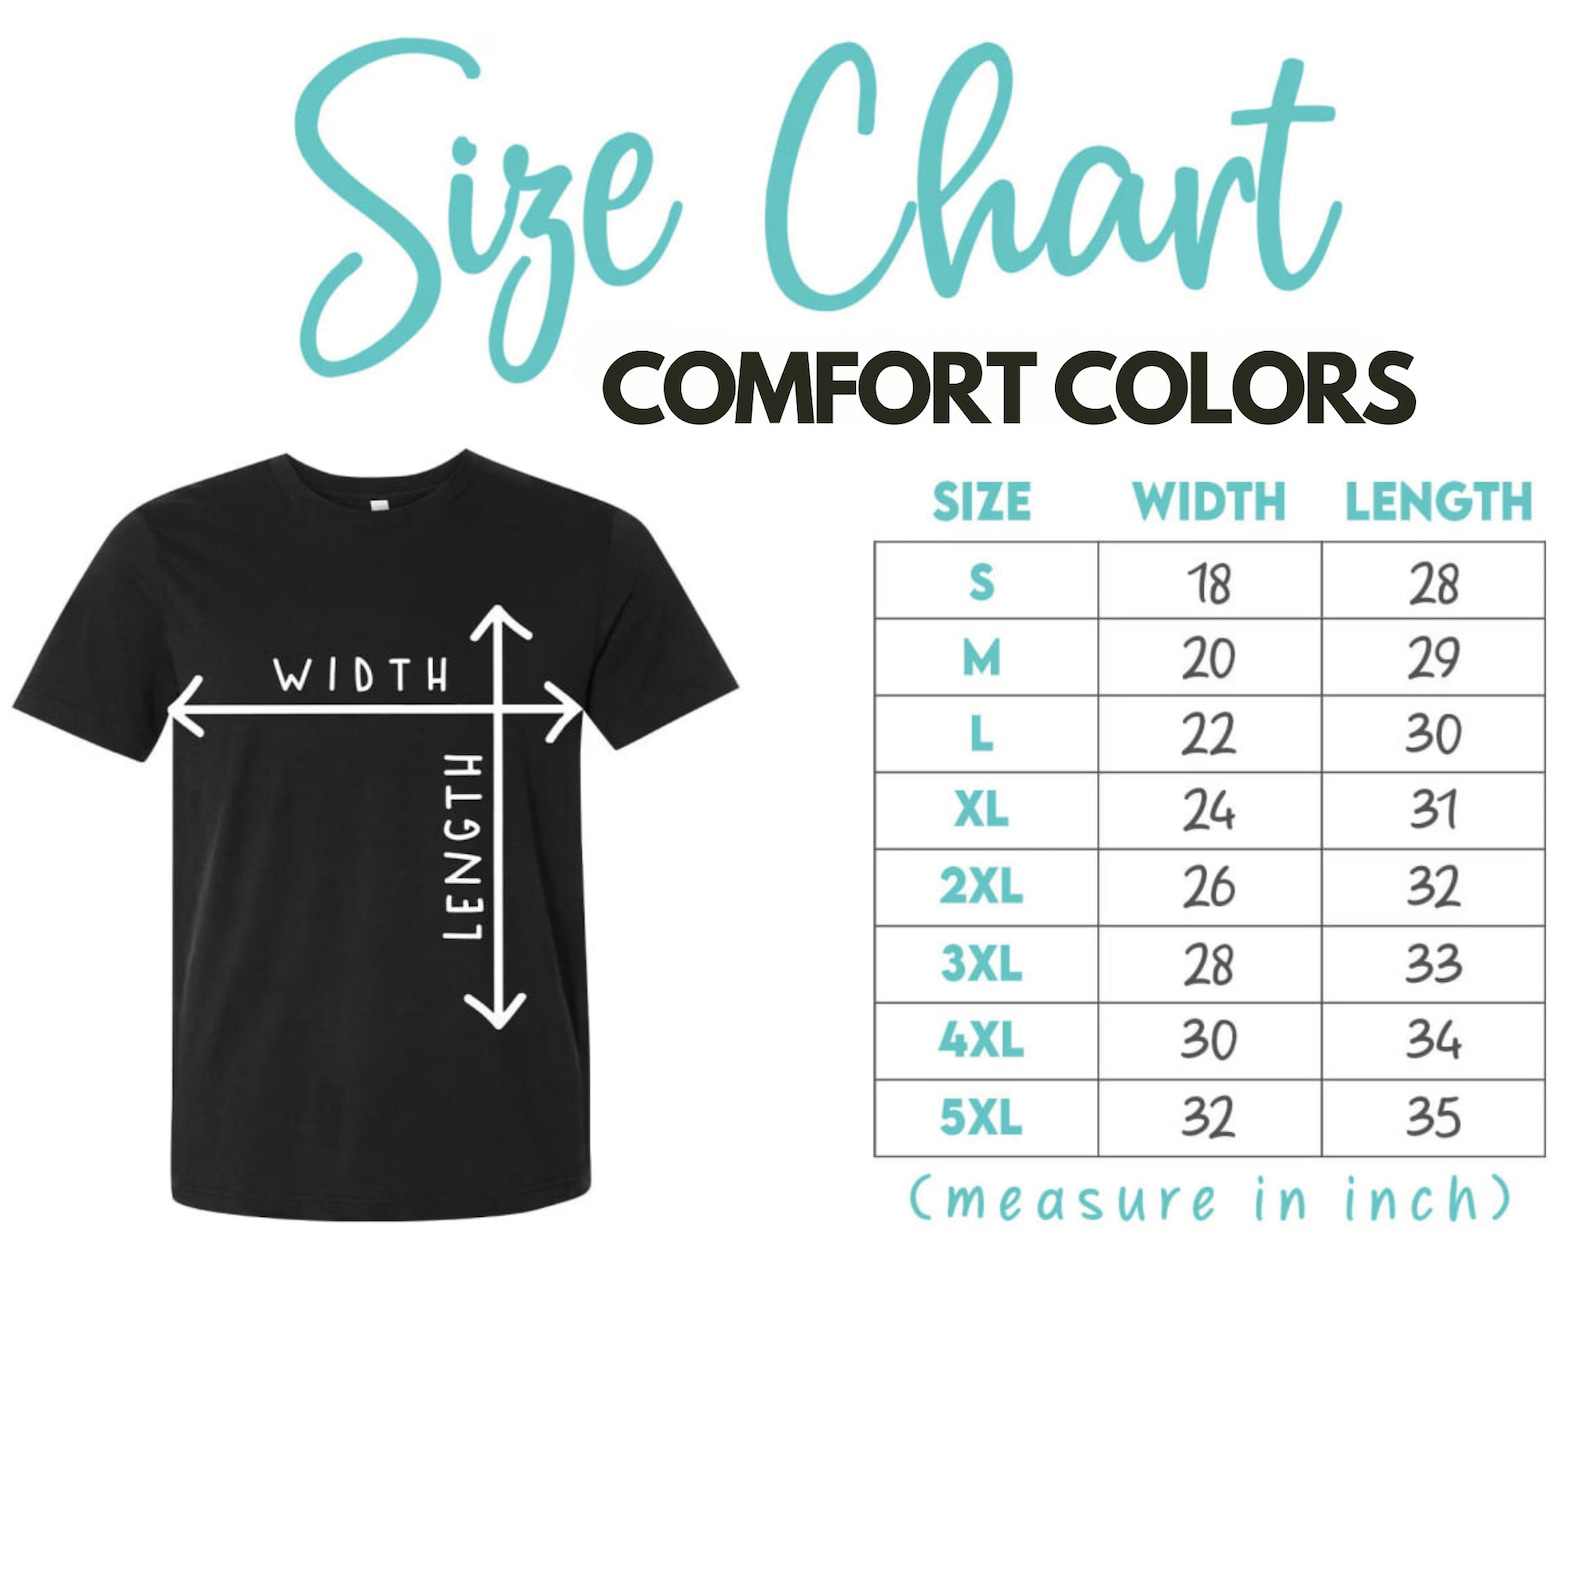 Size Chart
COMFORT COLORS
WIDTH
LENGTH
SIZE WIDTH LENGTH
S 18 28
M 20 29
L 22 30
XL 24 31
2XL 26 32
3XL 28 33
4XL 30 34
5XL 32 35
(measure in inch)